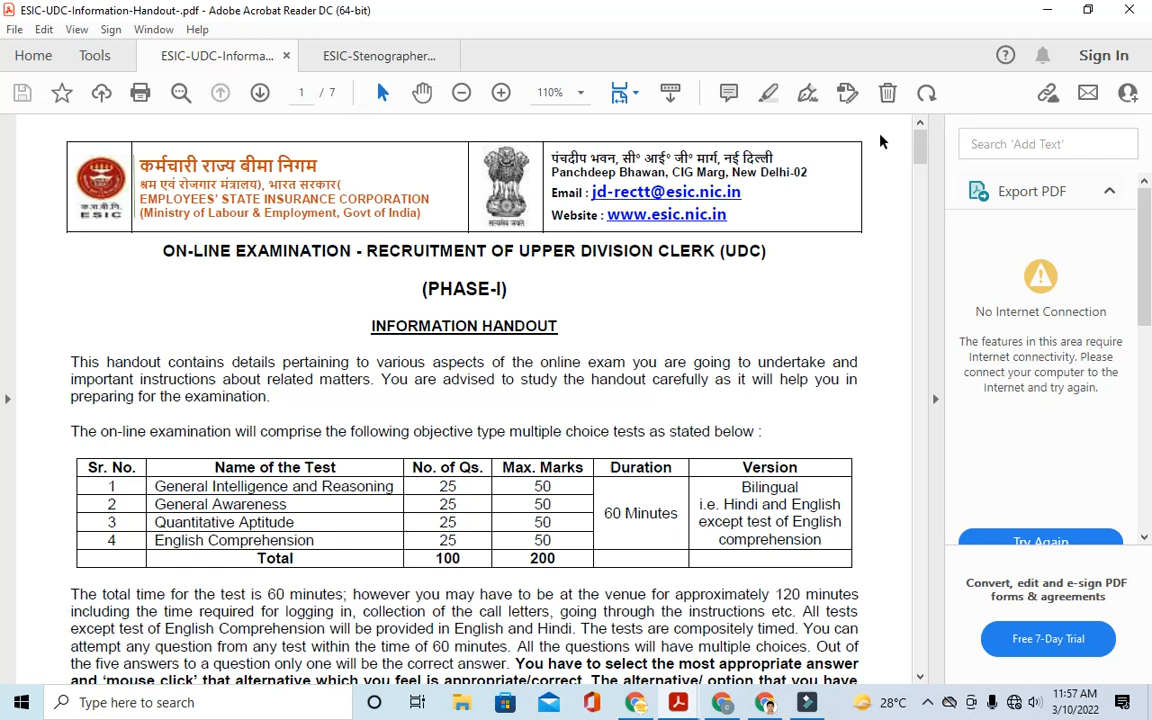 ESIC-UDC-Information-Handout-.pdf - Adobe Acrobat Reader DC (64-bit)
File Edit View Sign Window Help
Home Tools ESIC-UDC-Informa... × ESIC-Stenographer... Sign In
1 / 7 110%
कर्मचारी राज्य बीमा निगम
श्रम एवं रोजगार मंत्रालय), भारत सरकार(
EMPLOYEES' STATE INSURANCE CORPORATION
(Ministry of Labour & Employment, Govt of India)
क.रा.बी.नि.
ESIC
सत्यमेव जयते
पंचदीप भवन, सी° आई° जी° मार्ग, नई दिल्ली
Panchdeep Bhawan, CIG Marg, New Delhi-02
Email : jd-rectt@esic.nic.in
Website : www.esic.nic.in
ON-LINE EXAMINATION - RECRUITMENT OF UPPER DIVISION CLERK (UDC)
(PHASE-I)
INFORMATION HANDOUT
This handout contains details pertaining to various aspects of the online exam you are going to undertake and
important instructions about related matters. You are advised to study the handout carefully as it will help you in
preparing for the examination.
The on-line examination will comprise the following objective type multiple choice tests as stated below :
Sr. No. Name of the Test No. of Qs. Max. Marks Duration Version
1 General Intelligence and Reasoning 25 50
2 General Awareness 25 50
3 Quantitative Aptitude 25 50
4 English Comprehension 25 50
60 Minutes
Bilingual
i.e. Hindi and English
except test of English
comprehension
Total 100 200
The total time for the test is 60 minutes; however you may have to be at the venue for approximately 120 minutes
including the time required for logging in, collection of the call letters, going through the instructions etc. All tests
except test of English Comprehension will be provided in English and Hindi. The tests are compositely timed. You can
attempt any question from any test within the time of 60 minutes. All the questions will have multiple choices. Out of
the five answers to a question only one will be the correct answer. You have to select the most appropriate answer
and 'mouse click' that alternative which you feel is appropriate/correct. The alternative/ option that you have
Search 'Add Text'
Export PDF
No Internet Connection
The features in this area require
Internet connectivity. Please
connect your computer to the
Internet and try again.
Try Again
Convert, edit and e-sign PDF
forms & agreements
Free 7-Day Trial
Type here to search
28°C
11:57 AM
3/10/2022